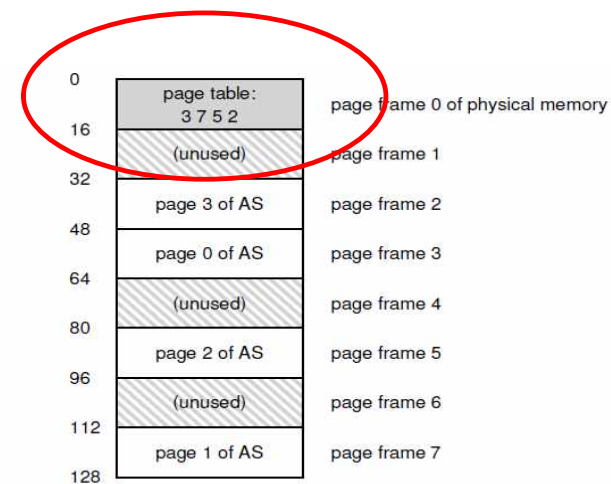 0
page table:
3 7 5 2
page frame 0 of physical memory
16
(unused)
page frame 1
32
page 3 of AS
page frame 2
48
page 0 of AS
page frame 3
64
(unused)
page frame 4
80
page 2 of AS
page frame 5
96
(unused)
page frame 6
112
page 1 of AS
page frame 7
128